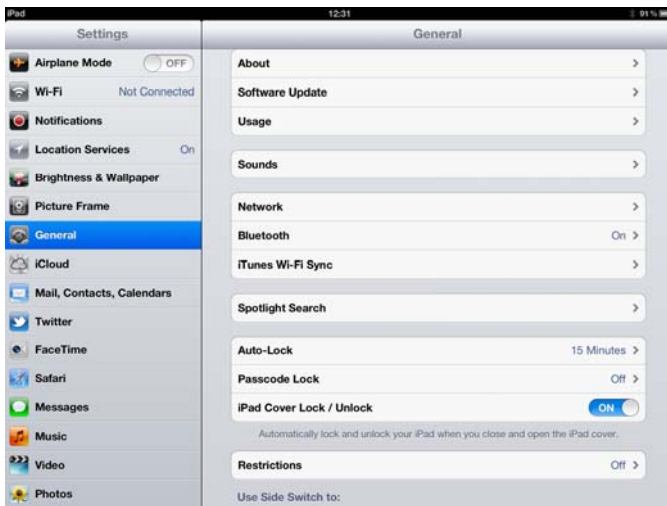 iPad 12:31 91%
Settings
Airplane Mode OFF
Wi-Fi Not Connected
Notifications
Location Services On
Brightness & Wallpaper
Picture Frame
General
iCloud
Mail, Contacts, Calendars
Twitter
FaceTime
Safari
Messages
Music
Video
Photos
General
About
Software Update
Usage
Sounds
Network
Bluetooth On
iTunes Wi-Fi Sync
Spotlight Search
Auto-Lock 15 Minutes
Passcode Lock Off
iPad Cover Lock / Unlock ON
Automatically lock and unlock your iPad when you close and open the iPad cover.
Restrictions Off
Use Side Switch to: